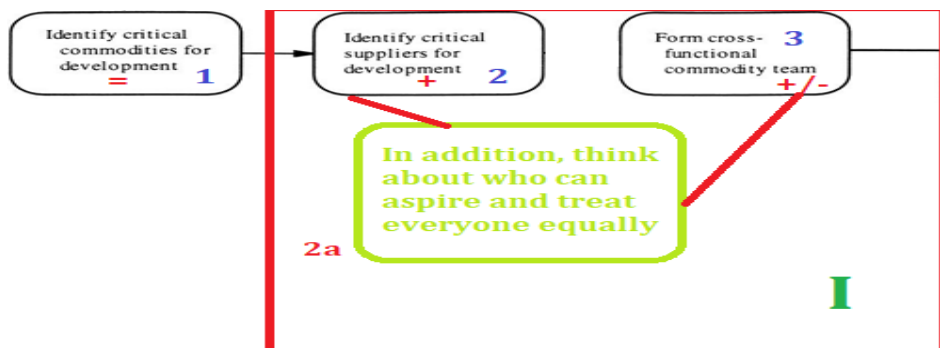 Identify critical
commodities for
development
= 1
Identify critical
suppliers for
development
+ 2
Form cross-
functional
commodity team
3
+/-
In addition, think
about who can
aspire and treat
everyone equally
2a
I